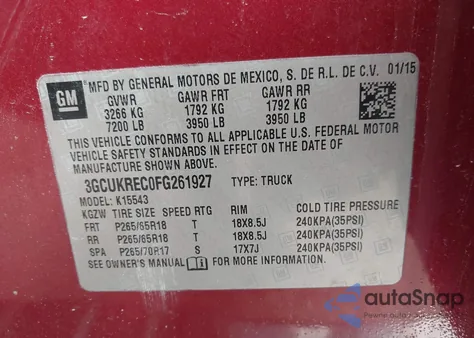 GM
MFD BY GENERAL MOTORS DE MEXICO, S. DE R.L. DE C.V. 01/15
GVWR GAWR FRT GAWR RR
3266 KG 1792 KG 1792 KG
7200 LB 3950 LB 3950 LB
THIS VEHICLE CONFORMS TO ALL APPLICABLE U.S. FEDERAL MOTOR
VEHICLE SAFETY STANDARDS IN EFFECT ON THE DATE OF
MANUFACTURE SHOWN ABOVE.
3GCUKREC0FG261927 TYPE: TRUCK
MODEL: K15543
KGZW TIRE SIZE SPEED RTG RIM COLD TIRE PRESSURE
FRT P265/65R18 T 18X8.5J 240KPA(35PSI)
RR P265/65R18 T 18X8.5J 240KPA(35PSI)
SPA P265/70R17 S 17X7J 240KPA(35PSI)
SEE OWNER'S MANUAL FOR MORE INFORMATION.
autoSnap